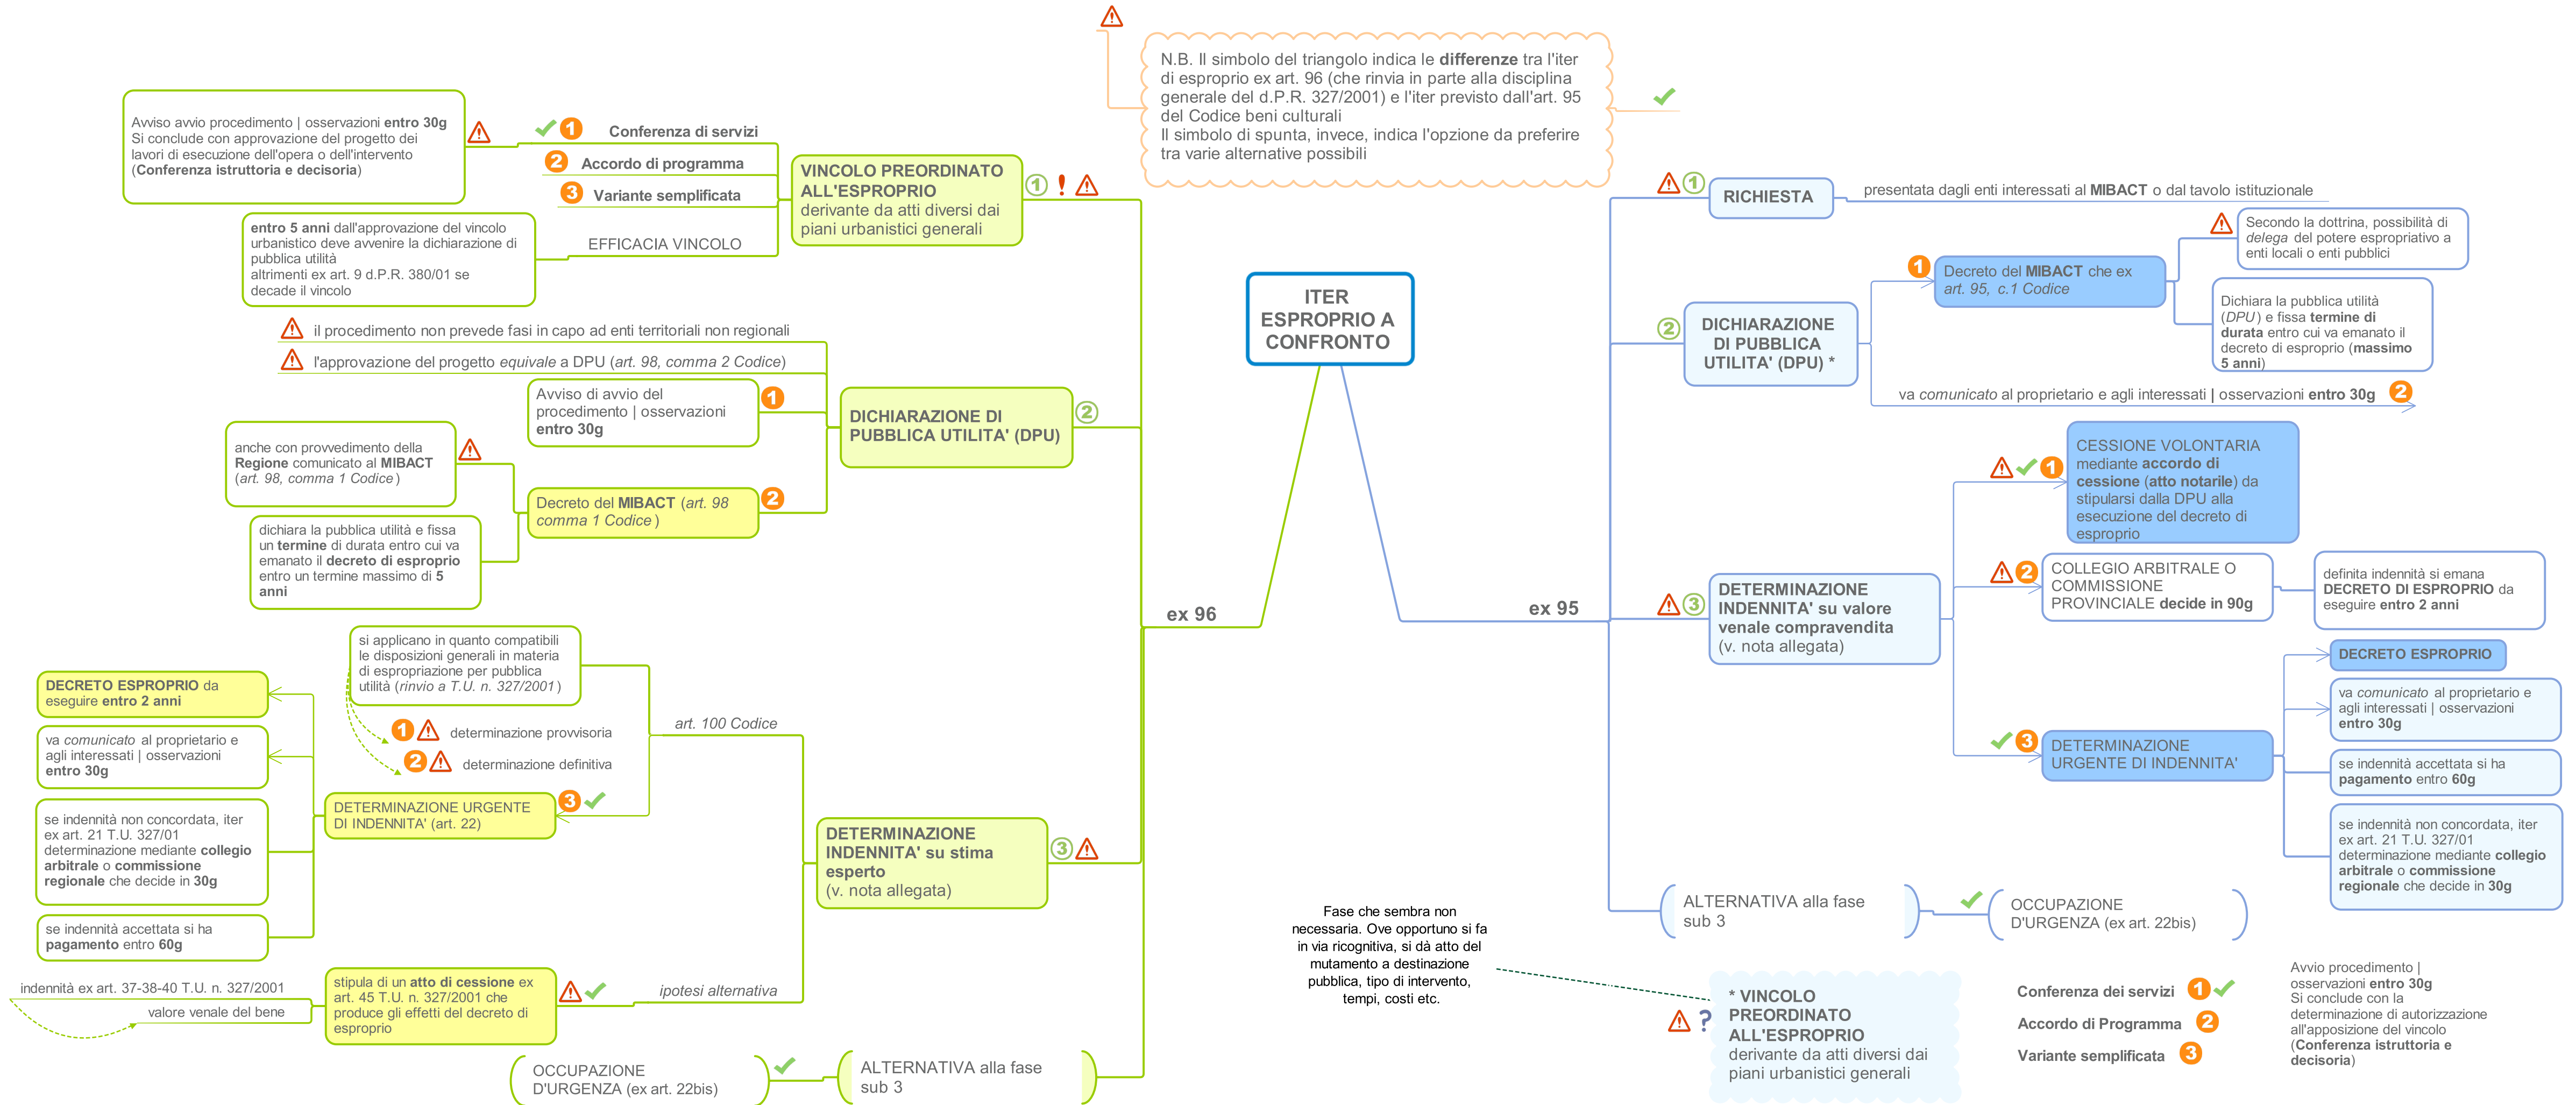 N.B. Il simbolo del triangolo indica le differenze tra l'iter
di esproprio ex art. 96 (che rinvia in parte alla disciplina
generale del d.P.R. 327/2001) e l'iter previsto dall'art. 95
del Codice beni culturali
Il simbolo di spunta, invece, indica l'opzione da preferire
tra varie alternative possibili
ITER
ESPROPRIO A
CONFRONTO
ex 96
VINCOLO PREORDINATO
ALL'ESPROPRIO
derivante da atti diversi dai
piani urbanistici generali
1 !
1 Conferenza di servizi
2 Accordo di programma
3 Variante semplificata
Avviso avvio procedimento | osservazioni entro 30g
Si conclude con approvazione del progetto dei
lavori di esecuzione dell'opera o dell'intervento
(Conferenza istruttoria e decisoria)
EFFICACIA VINCOLO
entro 5 anni dall'approvazione del vincolo
urbanistico deve avvenire la dichiarazione di
pubblica utilità
altrimenti ex art. 9 d.P.R. 380/01 se
decade il vincolo
DICHIARAZIONE DI
PUBBLICA UTILITA' (DPU)
2
il procedimento non prevede fasi in capo ad enti territoriali non regionali
l'approvazione del progetto equivale a DPU (art. 98, comma 2 Codice)
Avviso di avvio del
procedimento | osservazioni
entro 30g
1
Decreto del MIBACT (art. 98
comma 1 Codice)
2
anche con provvedimento della
Regione comunicato al MIBACT
(art. 98, comma 1 Codice)
dichiara la pubblica utilità e fissa
un termine di durata entro cui va
emanato il decreto di esproprio
entro un termine massimo di 5
anni
DETERMINAZIONE
INDENNITA' su stima
esperto
(v. nota allegata)
3
art. 100 Codice
si applicano in quanto compatibili
le disposizioni generali in materia
di espropriazione per pubblica
utilità (rinvio a T.U. n. 327/2001)
1 determinazione provvisoria
2 determinazione definitiva
DETERMINAZIONE URGENTE
DI INDENNITA' (art. 22)
3
DECRETO ESPROPRIO da
eseguire entro 2 anni
va comunicato al proprietario e
agli interessati | osservazioni
entro 30g
se indennità non concordata, iter
ex art. 21 T.U. 327/01
determinazione mediante collegio
arbitrale o commissione
regionale che decide in 30g
se indennità accettata si ha
pagamento entro 60g
ipotesi alternativa
stipula di un atto di cessione ex
art. 45 T.U. n. 327/2001 che
produce gli effetti del decreto di
esproprio
indennità ex art. 37-38-40 T.U. n. 327/2001
valore venale del bene
ALTERNATIVA alla fase
sub 3
OCCUPAZIONE
D'URGENZA (ex art. 22bis)
ex 95
1
RICHIESTA
presentata dagli enti interessati al MIBACT o dal tavolo istituzionale
2
DICHIARAZIONE
DI PUBBLICA
UTILITA' (DPU) *
1
Decreto del MIBACT che ex
art. 95, c.1 Codice
Secondo la dottrina, possibilità di
delega del potere espropriativo a
enti locali o enti pubblici
Dichiara la pubblica utilità
(DPU) e fissa termine di
durata entro cui va emanato il
decreto di esproprio (massimo
5 anni)
va comunicato al proprietario e agli interessati | osservazioni entro 30g 2
3
DETERMINAZIONE
INDENNITA' su valore
venale compravendita
(v. nota allegata)
1
CESSIONE VOLONTARIA
mediante accordo di
cessione (atto notarile) da
stipularsi dalla DPU alla
esecuzione del decreto di
esproprio
2
COLLEGIO ARBITRALE O
COMMISSIONE
PROVINCIALE decide in 90g
definita indennità si emana
DECRETO DI ESPROPRIO da
eseguire entro 2 anni
3
DETERMINAZIONE
URGENTE DI INDENNITA'
DECRETO ESPROPRIO
va comunicato al proprietario e
agli interessati | osservazioni
entro 30g
se indennità accettata si ha
pagamento entro 60g
se indennità non concordata, iter
ex art. 21 T.U. 327/01
determinazione mediante collegio
arbitrale o commissione
regionale che decide in 30g
ALTERNATIVA alla fase
sub 3
OCCUPAZIONE
D'URGENZA (ex art. 22bis)
Fase che sembra non
necessaria. Ove opportuno si fa
in via ricognitiva, si dà atto del
mutamento a destinazione
pubblica, tipo di intervento,
tempi, costi etc.
?
* VINCOLO
PREORDINATO
ALL'ESPROPRIO
derivante da atti diversi dai
piani urbanistici generali
Conferenza dei servizi 1
Accordo di Programma 2
Variante semplificata 3
Avvio procedimento |
osservazioni entro 30g
Si conclude con la
determinazione di autorizzazione
all'apposizione del vincolo
(Conferenza istruttoria e
decisoria)